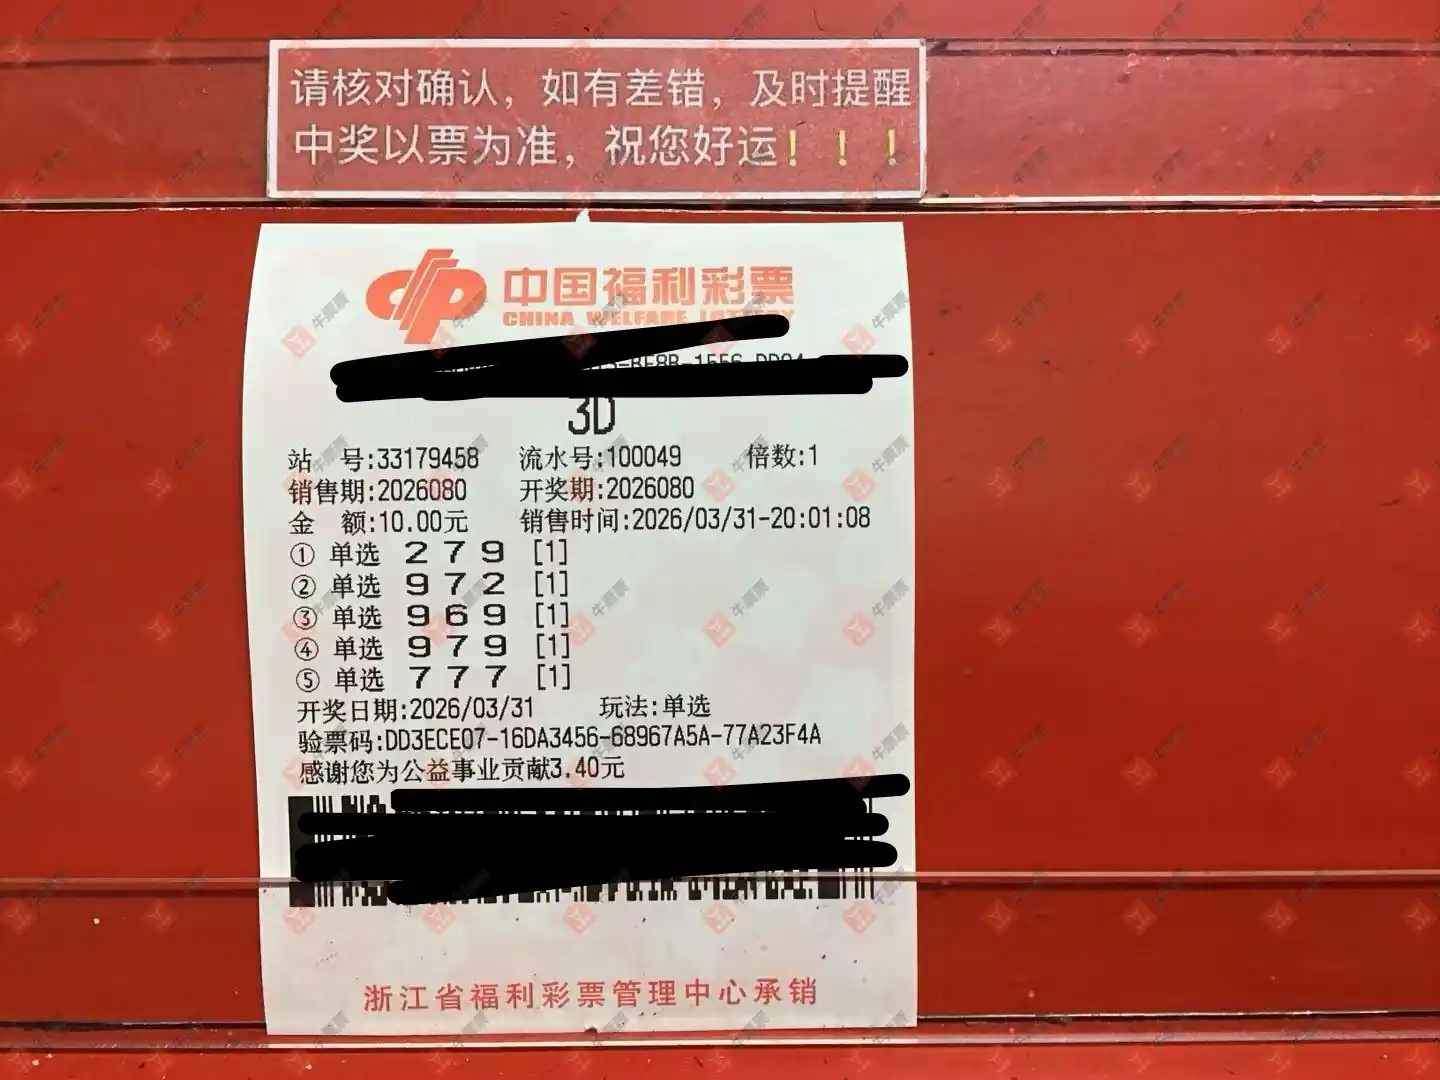 请核对确认，如有差错，及时提醒
中奖以票为准，祝您好运！！！
中国福利彩票
CHINA WELFARE LOTTERY
3D
站 号:33179458 流水号:100049 倍数:1
销售期:2026080 开奖期:2026080
金 额:10.00元 销售时间:2026/03/31-20:01:08
① 单选 2 7 9 [1]
② 单选 9 7 2 [1]
③ 单选 9 6 9 [1]
④ 单选 9 7 9 [1]
⑤ 单选 7 7 7 [1]
开奖日期:2026/03/31 玩法:单选
验票码:DD3ECE07-16DA3456-68967A5A-77A23F4A
感谢您为公益事业贡献3.40元
浙江省福利彩票管理中心承销